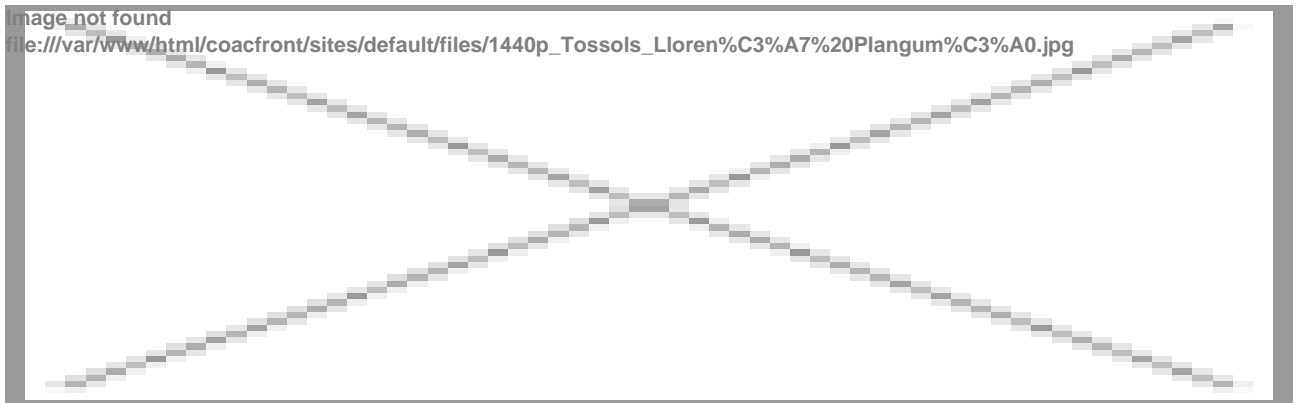 Image not found
file:///var/www/html/coacfront/sites/default/files/1440p_Tossols_Lloren%C3%A7%20Plangum%C3%A0.jpg